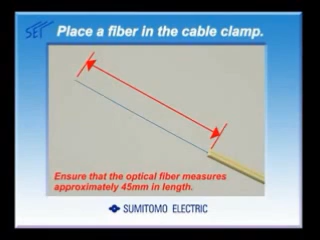 SEI
Place a fiber in the cable clamp.
Ensure that the optical fiber measures
approximately 45mm in length.
SUMITOMO ELECTRIC